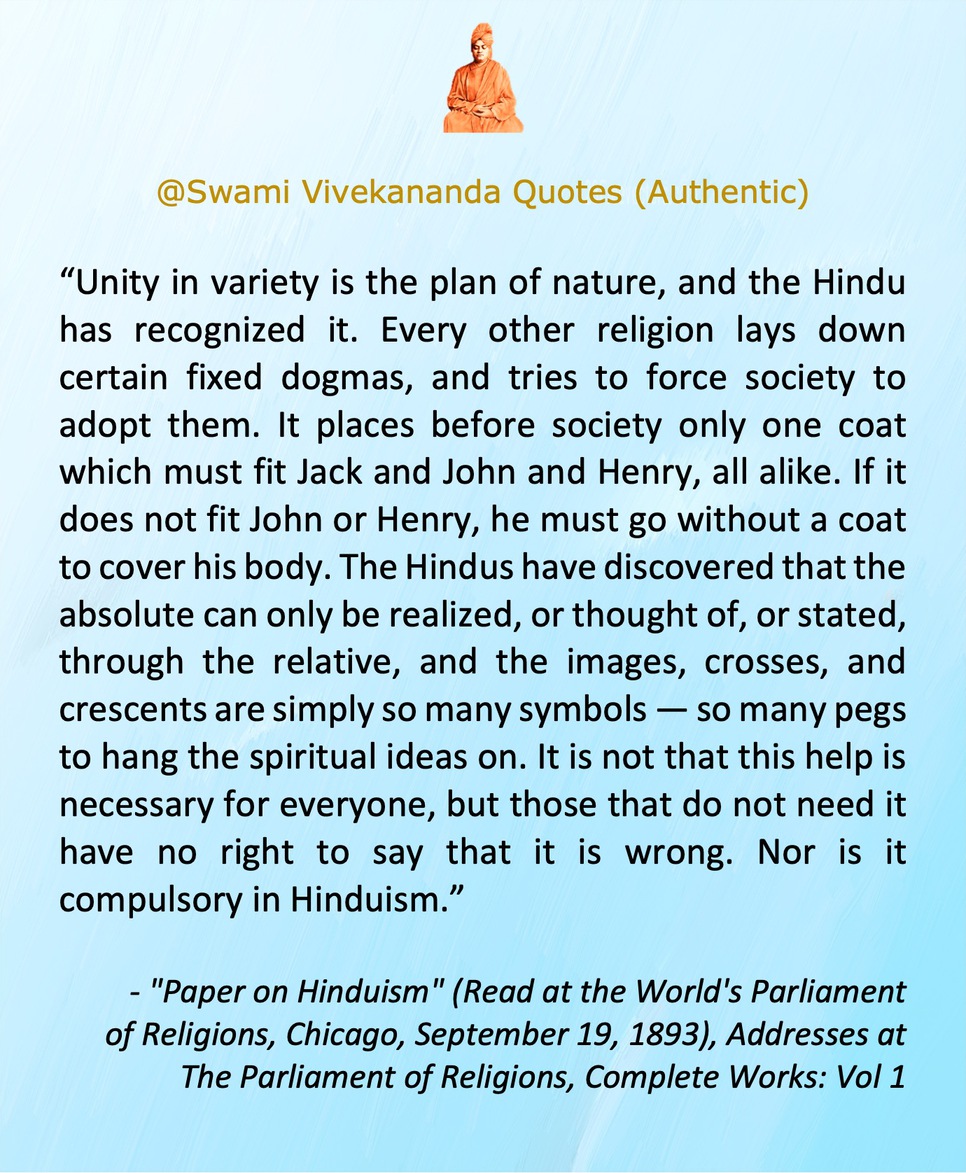 @Swami Vivekananda Quotes (Authentic)
“Unity in variety is the plan of nature, and the Hindu
has recognized it. Every other religion lays down
certain fixed dogmas, and tries to force society to
adopt them. It places before society only one coat
which must fit Jack and John and Henry, all alike. If it
does not fit John or Henry, he must go without a coat
to cover his body. The Hindus have discovered that the
absolute can only be realized, or thought of, or stated,
through the relative, and the images, crosses, and
crescents are simply so many symbols — so many pegs
to hang the spiritual ideas on. It is not that this help is
necessary for everyone, but those that do not need it
have no right to say that it is wrong. Nor is it
compulsory in Hinduism.”
- "Paper on Hinduism" (Read at the World's Parliament
of Religions, Chicago, September 19, 1893), Addresses at
The Parliament of Religions, Complete Works: Vol 1